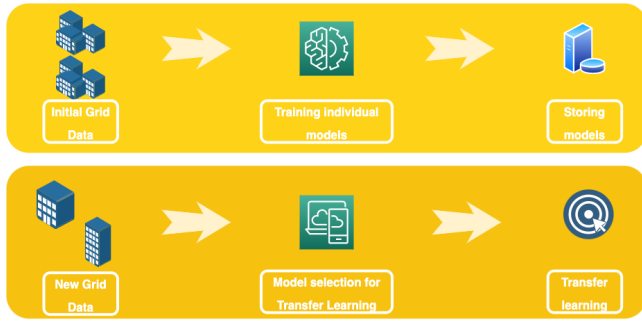 Initial Grid
Data
Training individual
models
Storing
models
New Grid
Data
Model selection for
Transfer Learning
Transfer
learning